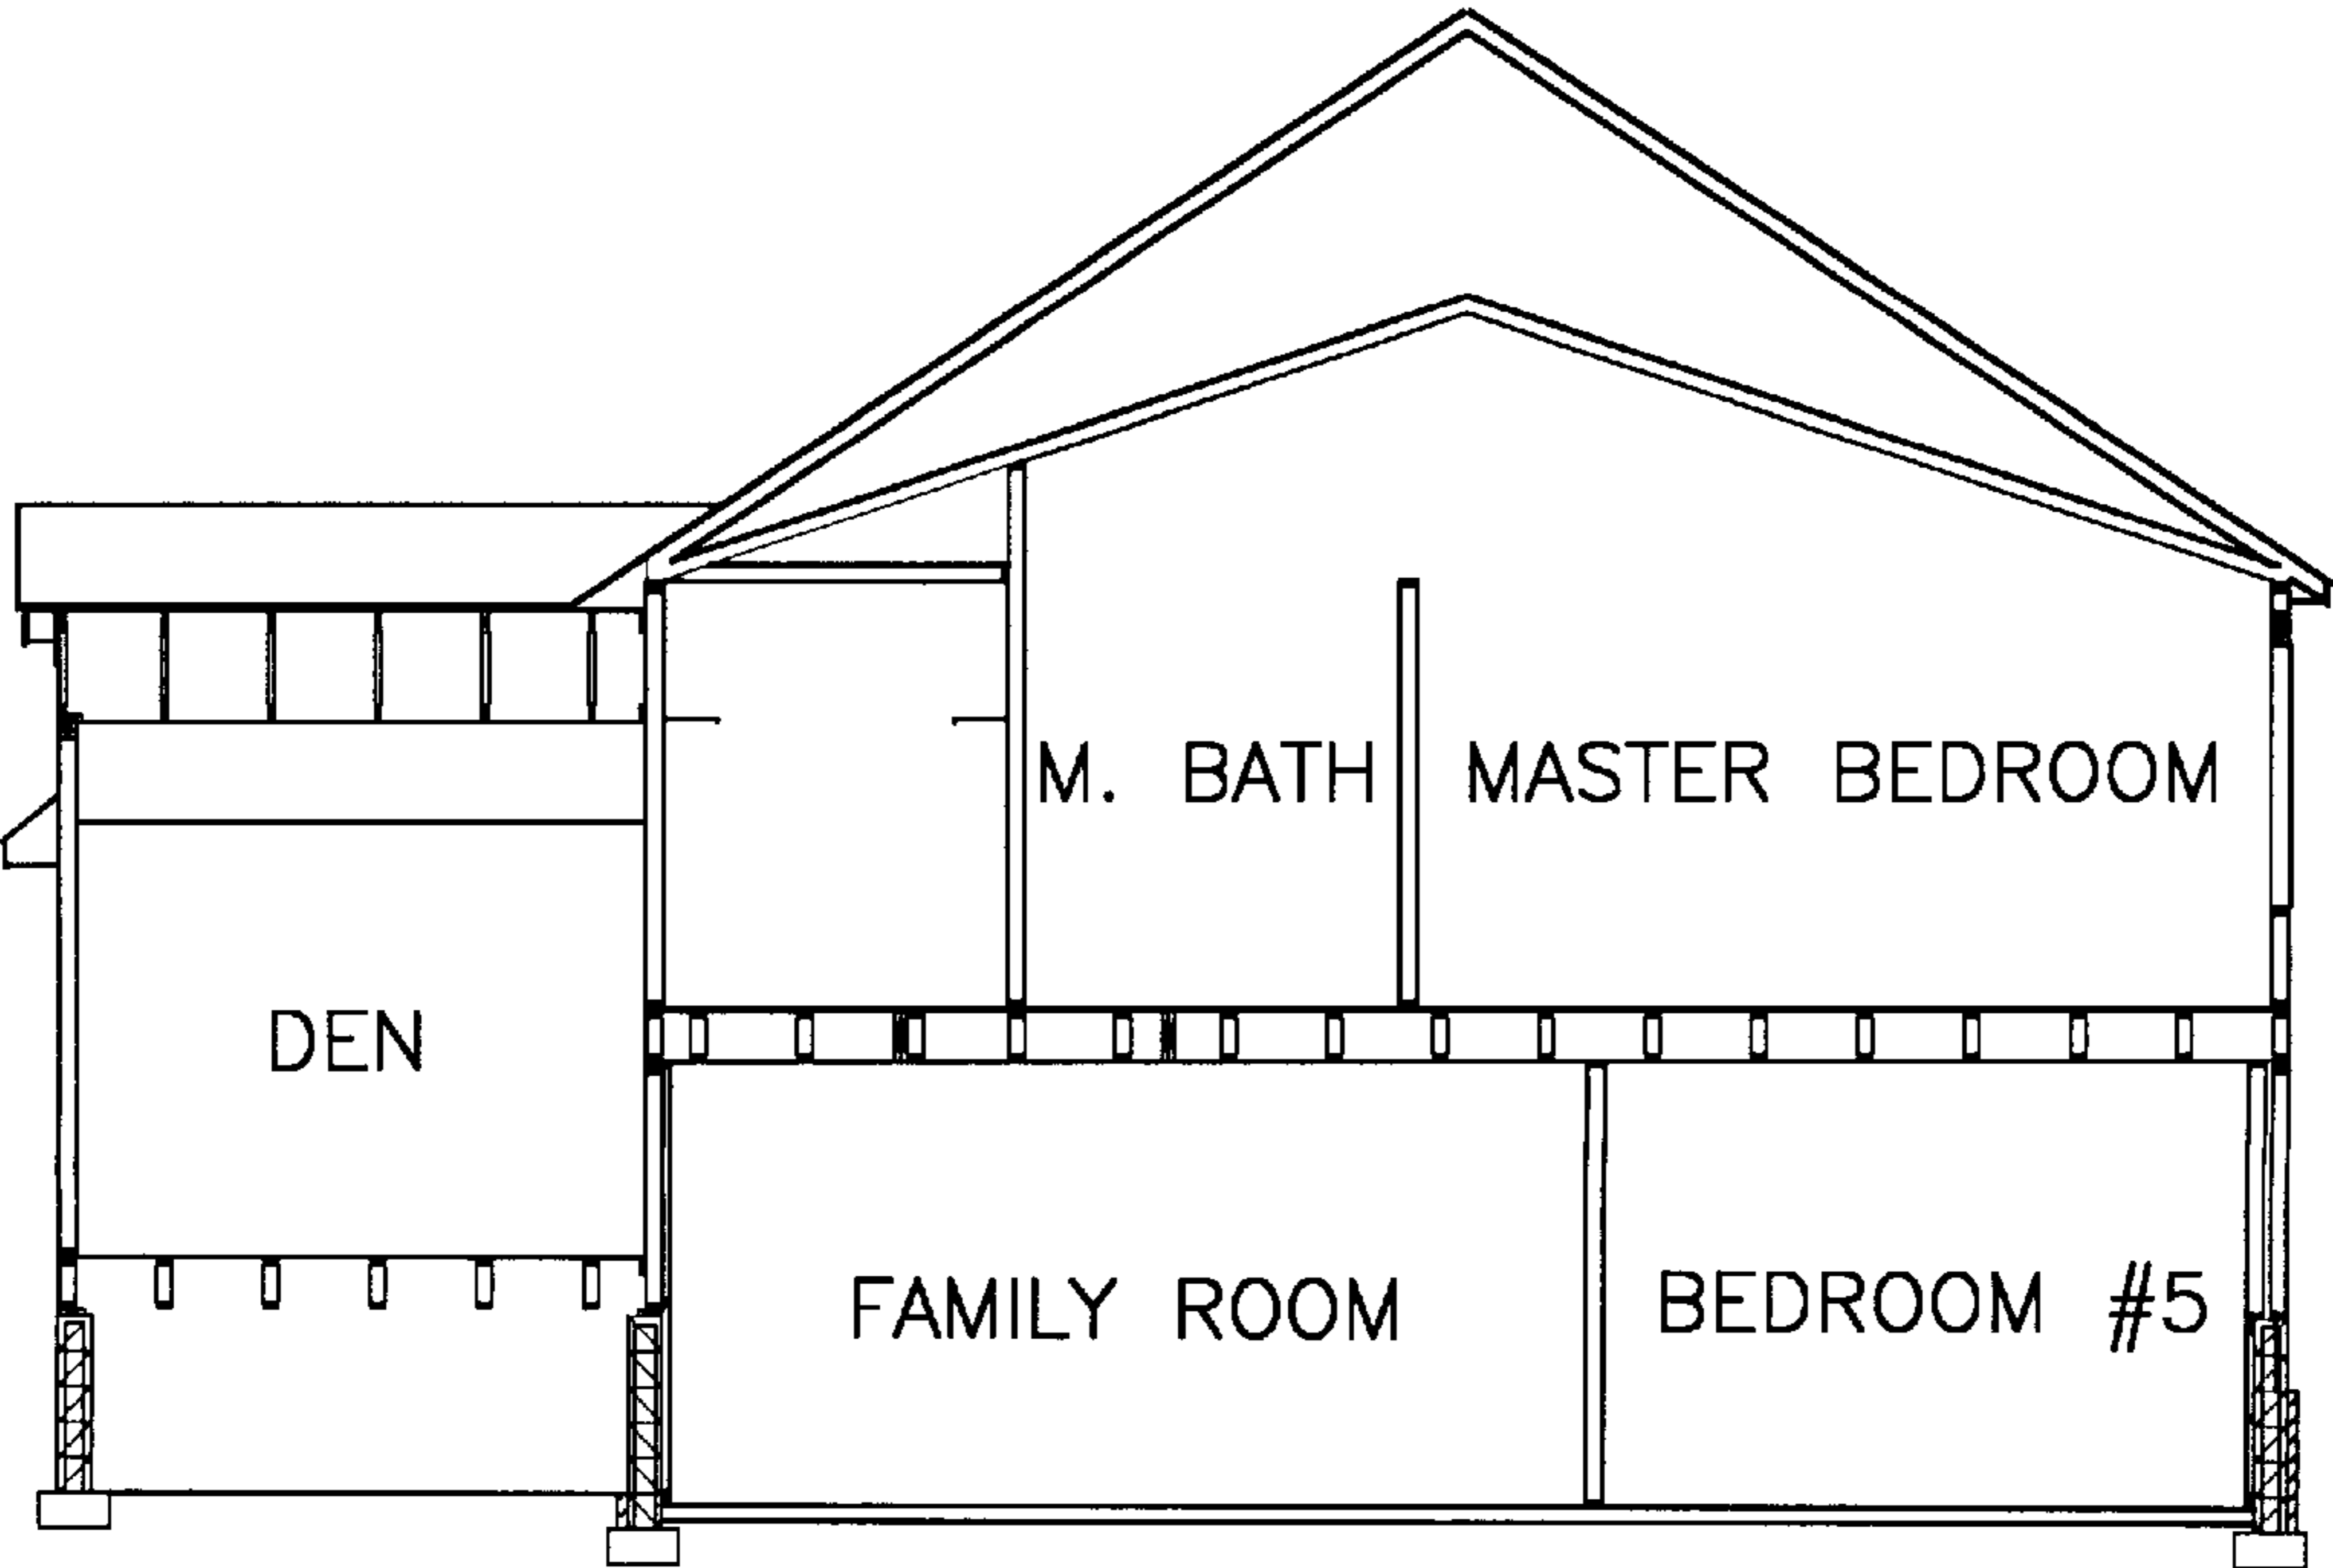 M. BATH
MASTER BEDROOM
DEN
FAMILY ROOM
BEDROOM #5